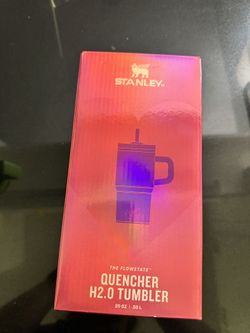 STANLEY
THE FLOWSTATE™
QUENCHER
H2.0 TUMBLER